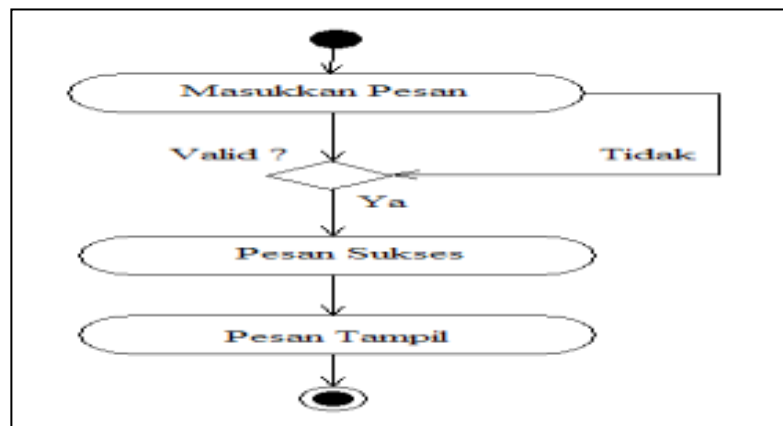 Masukkan Pesan
Valid ?
Tidak
Ya
Pesan Sukses
Pesan Tampil